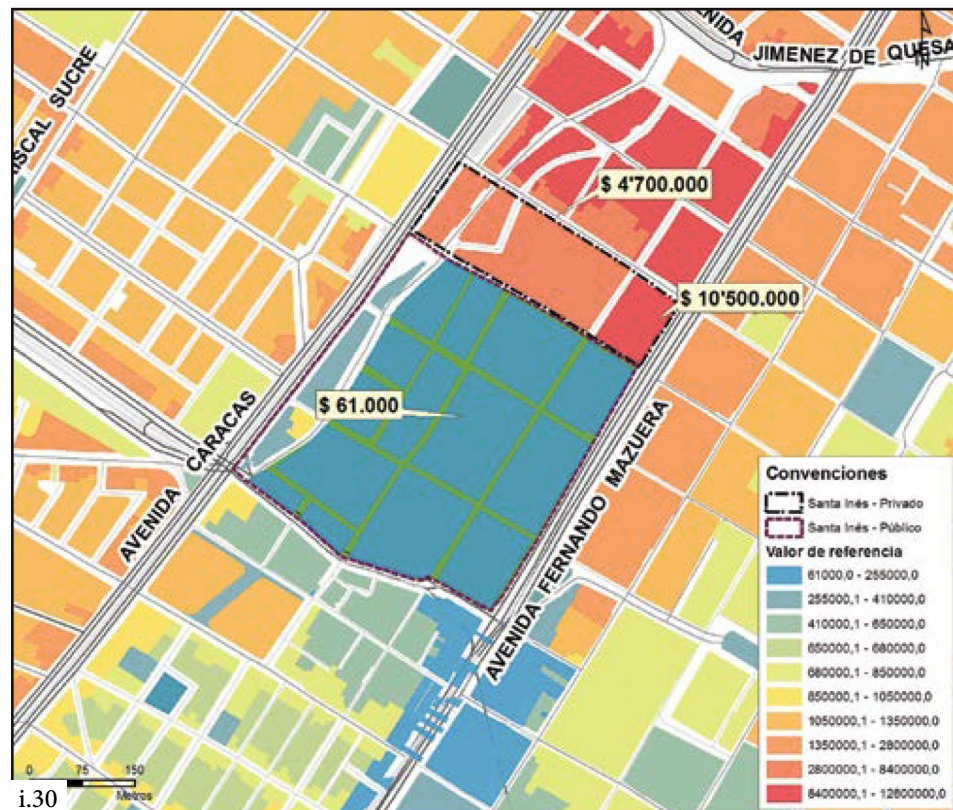 ENIDA
JIMENEZ DE QUESA
N
ISCAL SUCRE
$ 4'700.000
$ 10'500.000
$ 61.000
AVENIDA CARACAS
AVENIDA FERNANDO MAZUERA
Convenciones
Santa Inés - Privado
Santa Inés - Público
Valor de referencia
61000,0 - 255000,0
255000,1 - 410000,0
410000,1 - 650000,0
650000,1 - 680000,0
680000,1 - 850000,0
850000,1 - 1050000,0
1050000,1 - 1350000,0
1350000,1 - 2800000,0
2800000,1 - 8400000,0
8400000,1 - 12800000,0
0 75 150
Metros
i.30